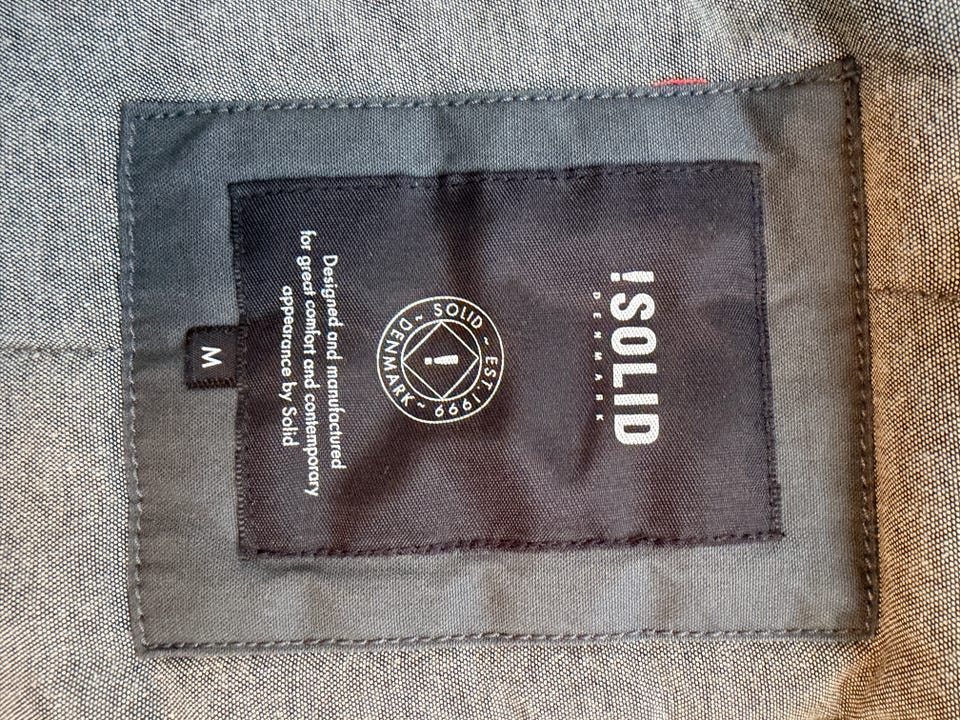 !SOLID
DENMARK
SOLID ~ EST. 1999 ~ DENMARK ~
!
Designed and manufactured
for great comfort and contemporary
appearance by Solid
M